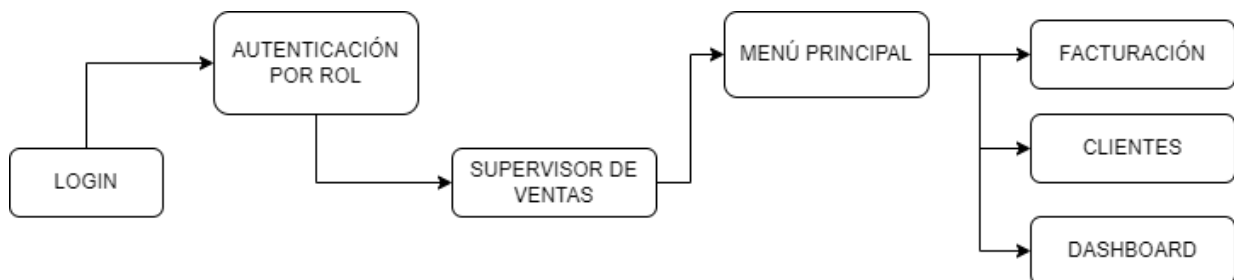 LOGIN
AUTENTICACIÓN
POR ROL
SUPERVISOR DE
VENTAS
MENÚ PRINCIPAL
FACTURACIÓN
CLIENTES
DASHBOARD